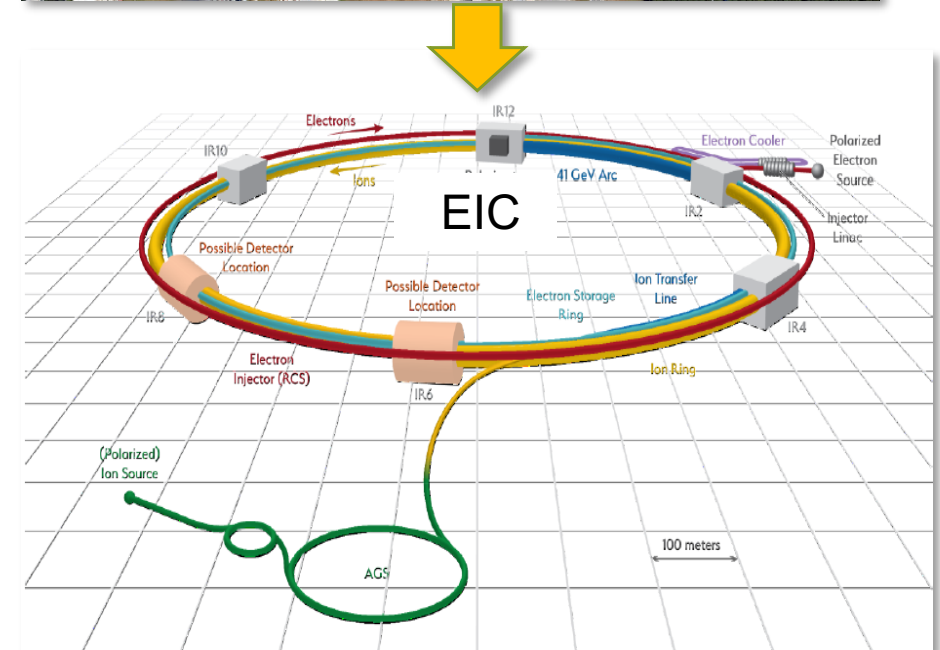 IR12
Electrons
Electron Cooler
Polarized
Electron
Source
IR10
Ions
41 GeV Arc
IR2
EIC
Injector
Linac
Possible Detector
Location
Possible Detector
Location
Ion Transfer
Line
Electron Storage
Ring
IR8
IR4
Electron
Injector (RCS)
Ion Ring
IR6
(Polarized)
Ion Source
100 meters
AGS